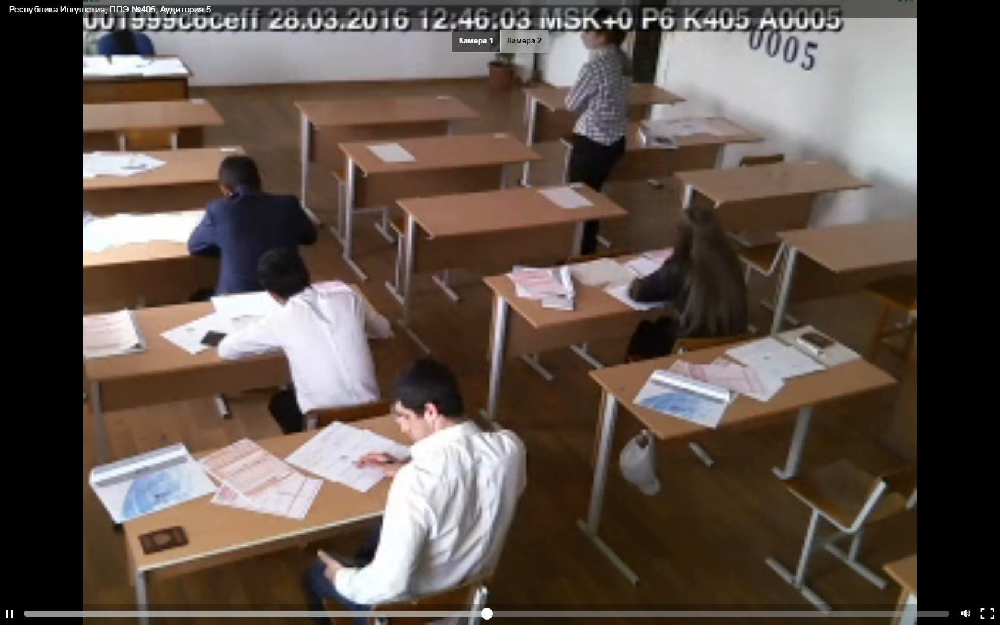 Республика Ингушетия, ППЭ №405, Аудитория 5
001999c6ceff 28.03.2016 12:46:03 MSK+0 P6 K405 A0005
Камера 1 Камера 2
0005